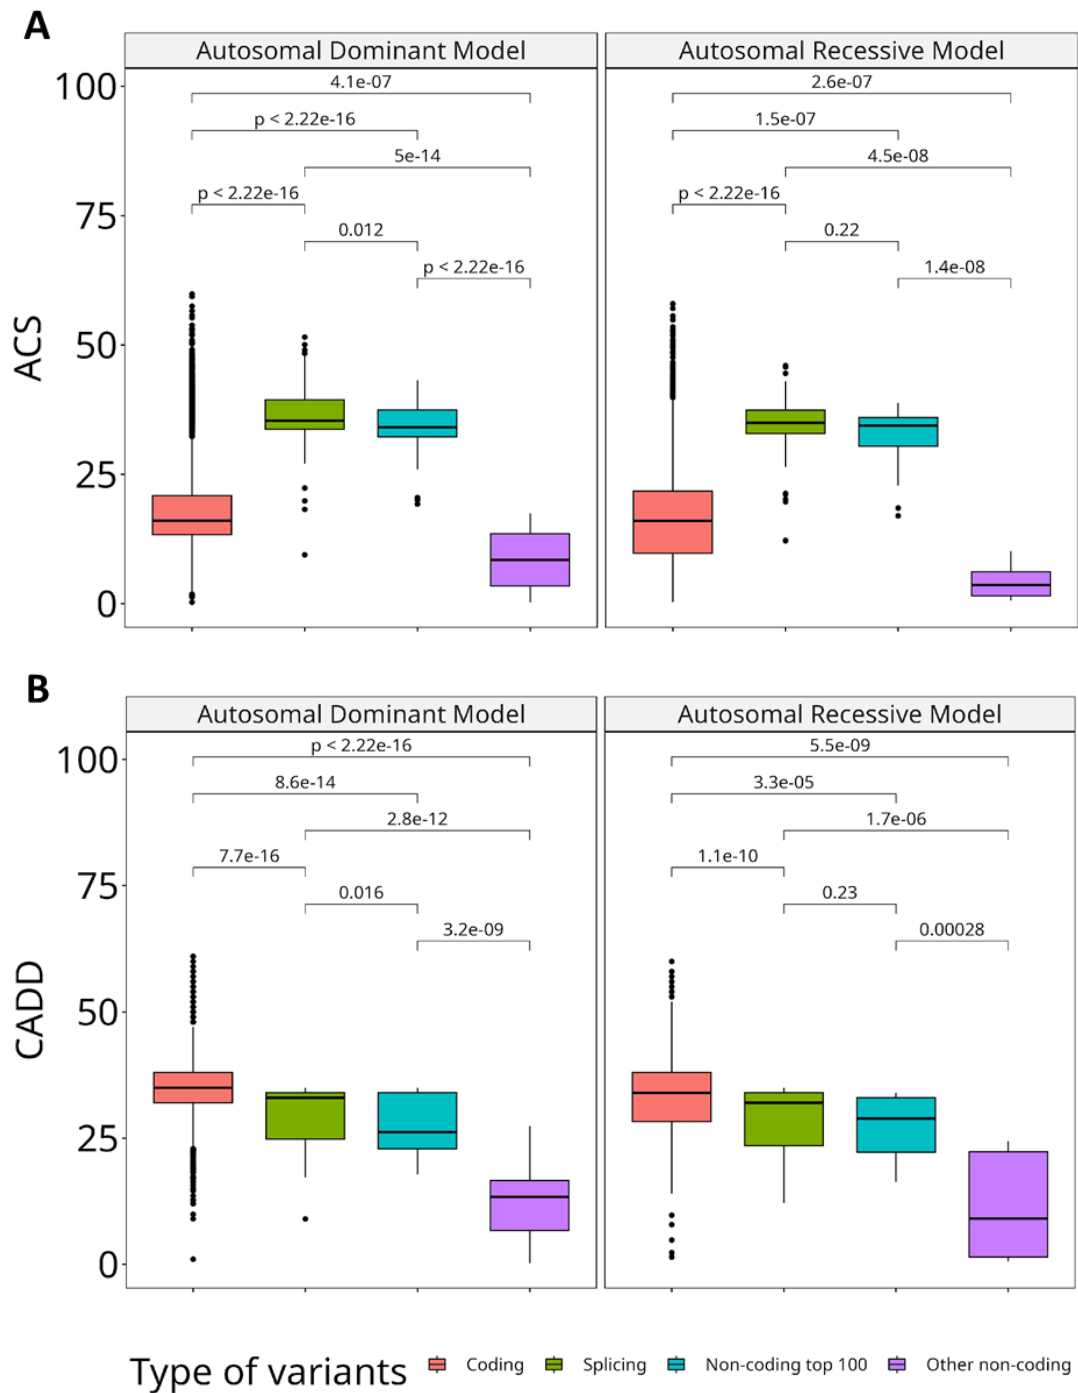 A
Autosomal Dominant Model Autosomal Recessive Model
100
75
50
25
0
ACS
4.1e-07
p < 2.22e-16
5e-14
p < 2.22e-16
0.012
p < 2.22e-16
2.6e-07
1.5e-07
4.5e-08
p < 2.22e-16
0.22
1.4e-08
B
Autosomal Dominant Model Autosomal Recessive Model
100
75
50
25
0
CADD
p < 2.22e-16
8.6e-14
2.8e-12
7.7e-16
0.016
3.2e-09
5.5e-09
3.3e-05
1.7e-06
1.1e-10
0.23
0.00028
Type of variants Coding Splicing Non-coding top 100 Other non-coding